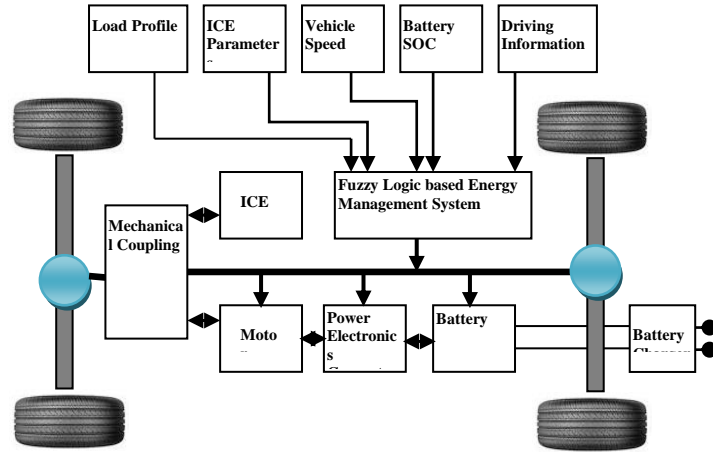 Load Profile
ICE
Parameter
Vehicle
Speed
Battery
SOC
Driving
Information
Fuzzy Logic based Energy
Management System
ICE
Mechanica
l Coupling
Moto
Power
Electronic
s
Battery
Battery